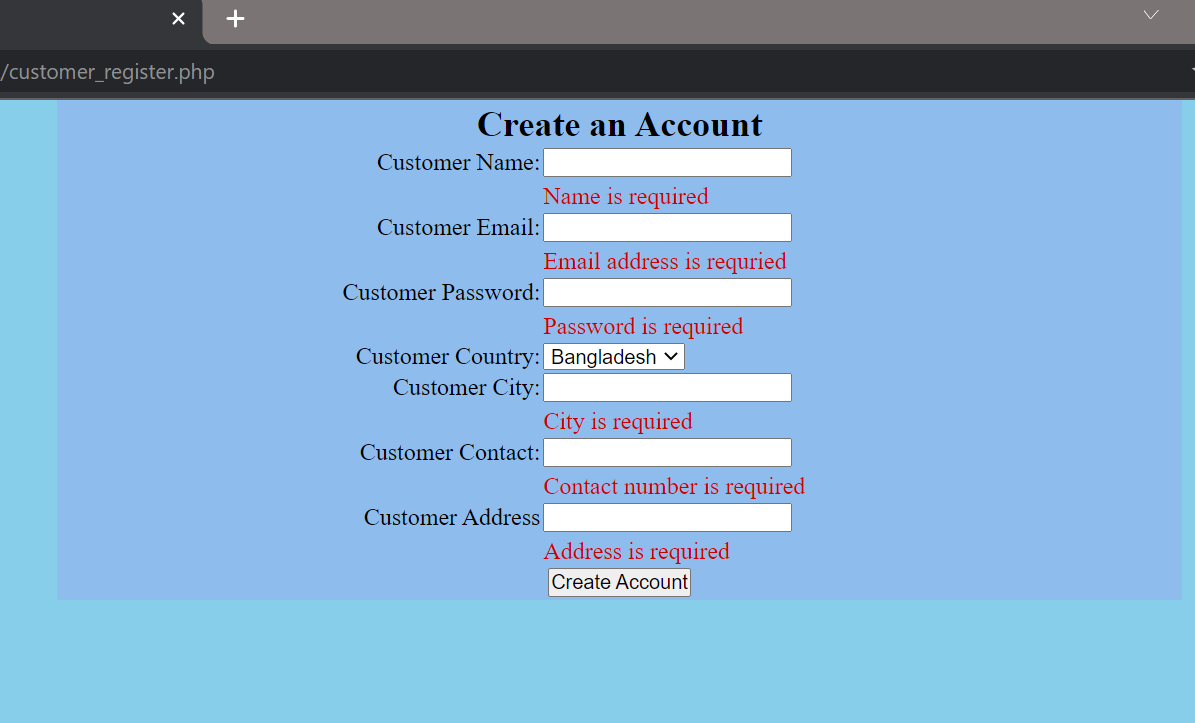 /customer_register.php
Create an Account
Customer Name:
Name is required
Customer Email:
Email address is requried
Customer Password:
Password is required
Customer Country: Bangladesh
Customer City:
City is required
Customer Contact:
Contact number is required
Customer Address
Address is required
Create Account